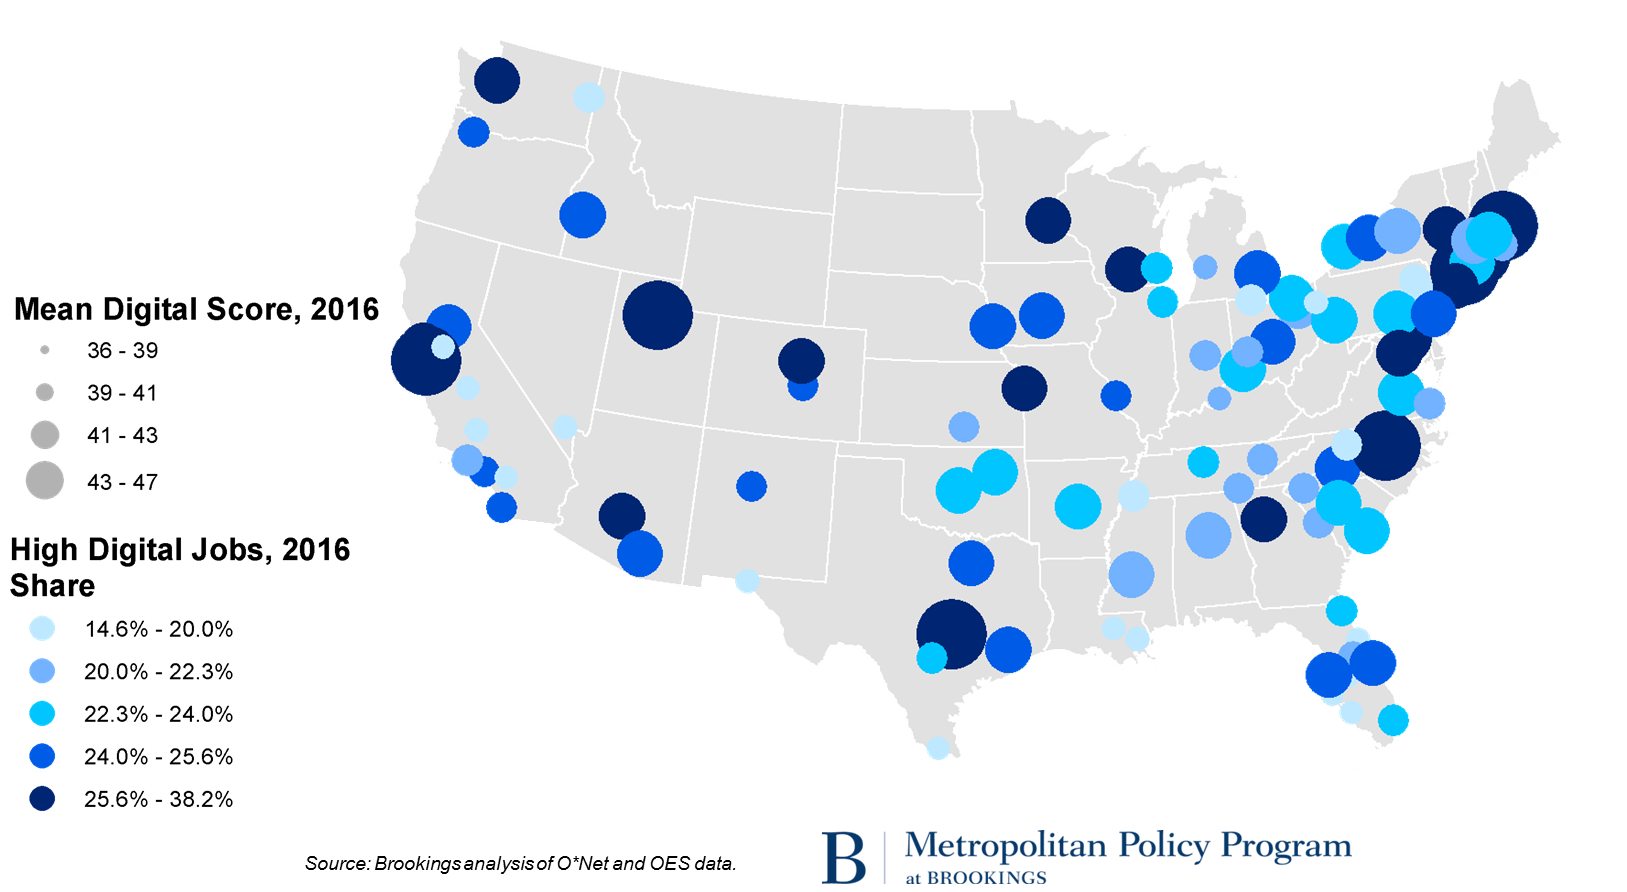 Mean Digital Score, 2016
36 - 39
39 - 41
41 - 43
43 - 47
High Digital Jobs, 2016
Share
14.6% - 20.0%
20.0% - 22.3%
22.3% - 24.0%
24.0% - 25.6%
25.6% - 38.2%
Source: Brookings analysis of O*Net and OES data.
B
Metropolitan Policy Program
at BROOKINGS